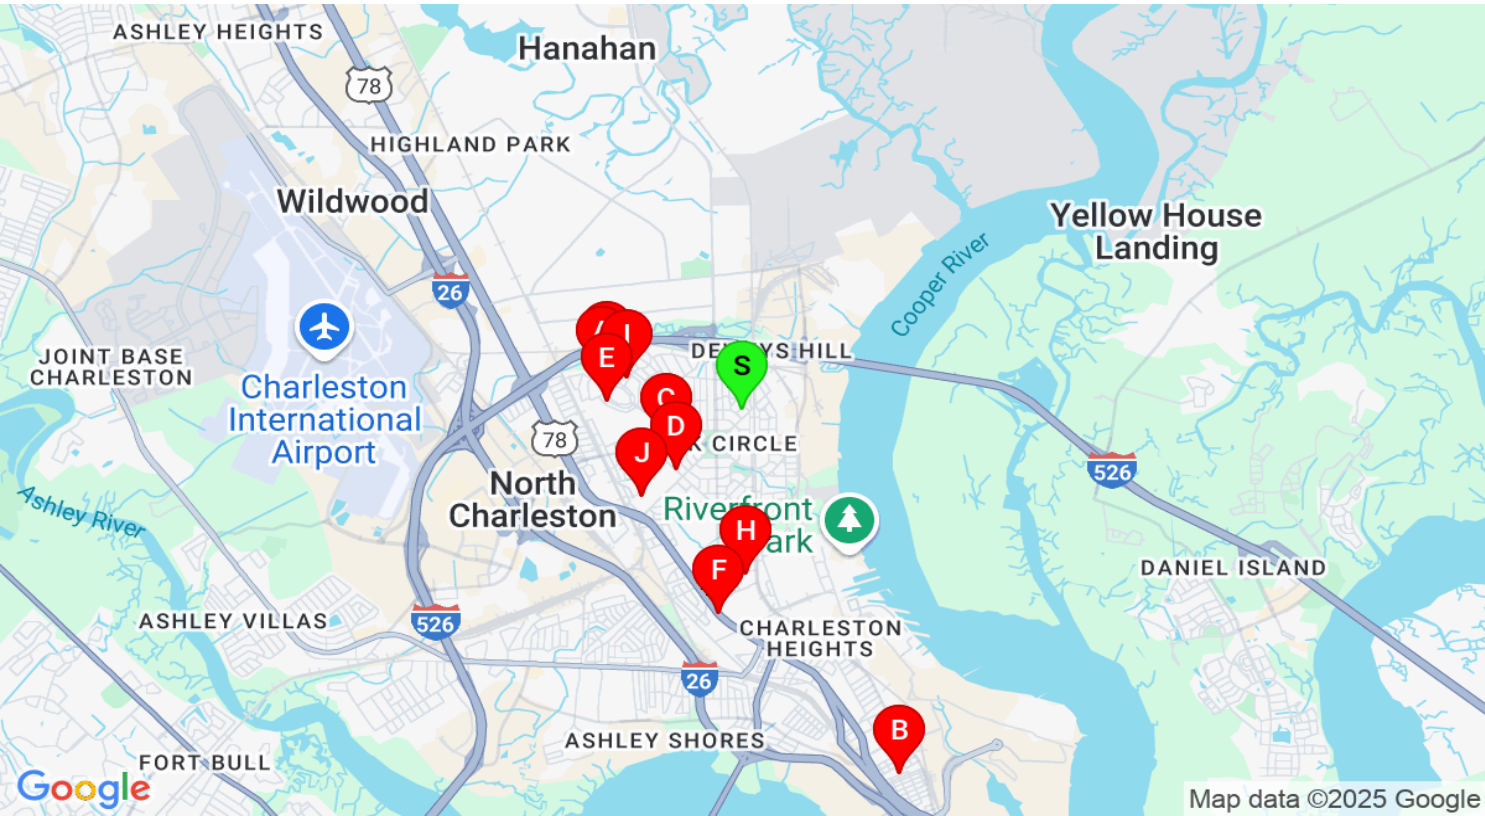 ASHLEY HEIGHTS
Hanahan
78
HIGHLAND PARK
Wildwood
Yellow House
Landing
Cooper River
26
JOINT BASE
CHARLESTON
Charleston
International
Airport
I
E
S
HILL
C
D
CIRCLE
J
78
526
North
Charleston
Ashley River
Riverfront
H
F
DANIEL ISLAND
ASHLEY VILLAS
526
CHARLESTON
HEIGHTS
26
B
ASHLEY SHORES
FORT BULL
Google
Map data ©2025 Google